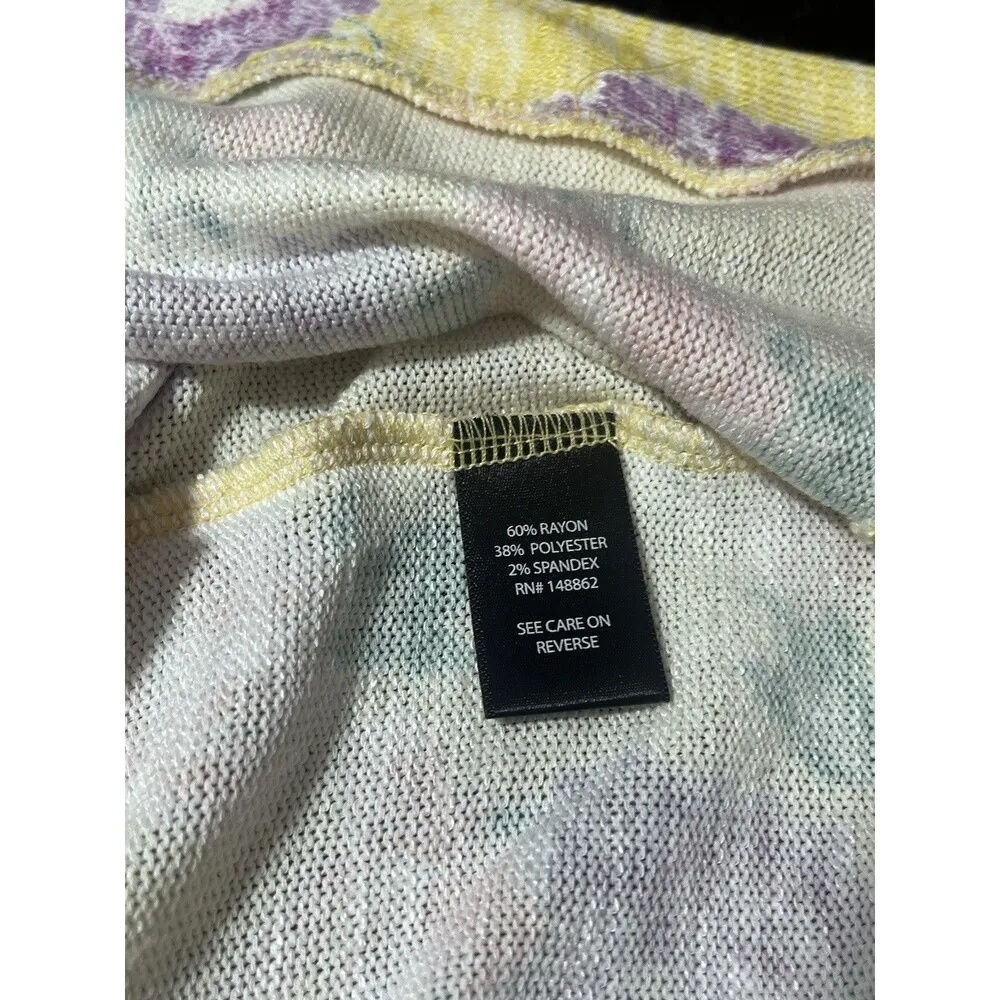 60% RAYON
38% POLYESTER
2% SPANDEX
RN# 148862
SEE CARE ON
REVERSE